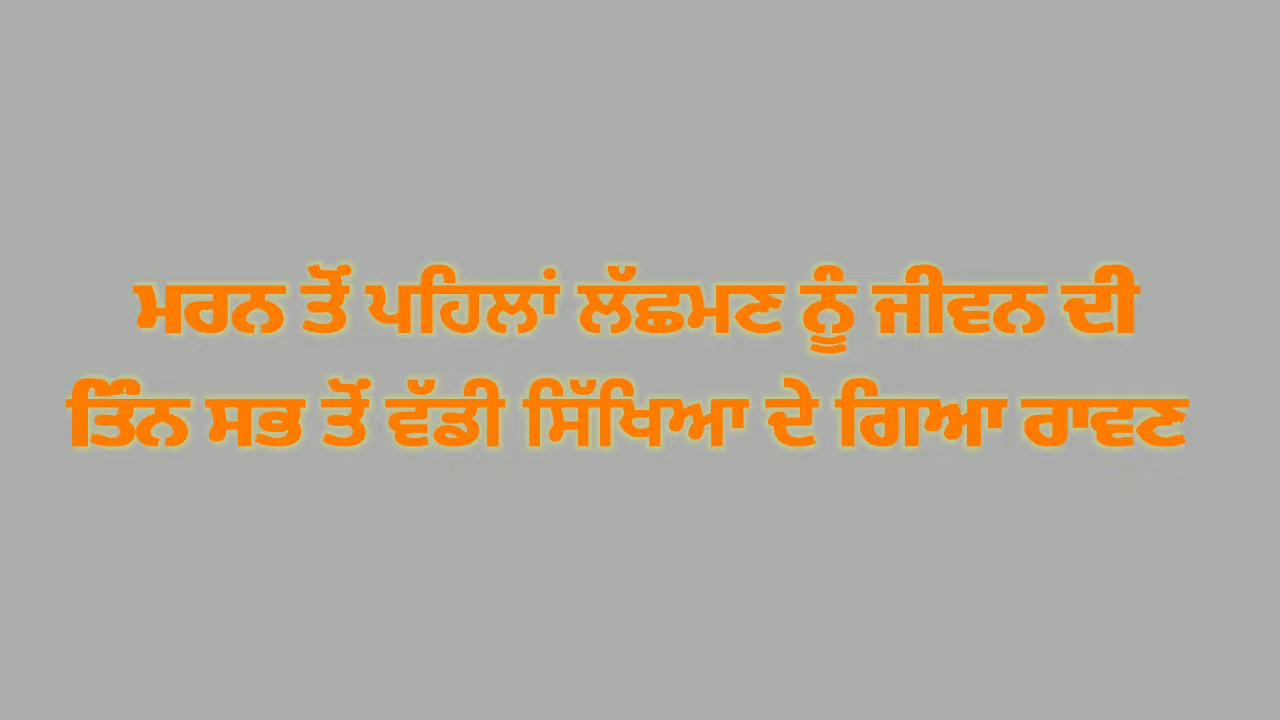 ਮਰਨ ਤੋਂ ਪਹਿਲਾਂ ਲੱਛਮਣ ਨੂੰ ਜੀਵਨ ਦੀ
ਤਿੰਨ ਸਭ ਤੋਂ ਵੱਡੀ ਸਿੱਖਿਆ ਦੇ ਗਿਆ ਰਾਵਣ